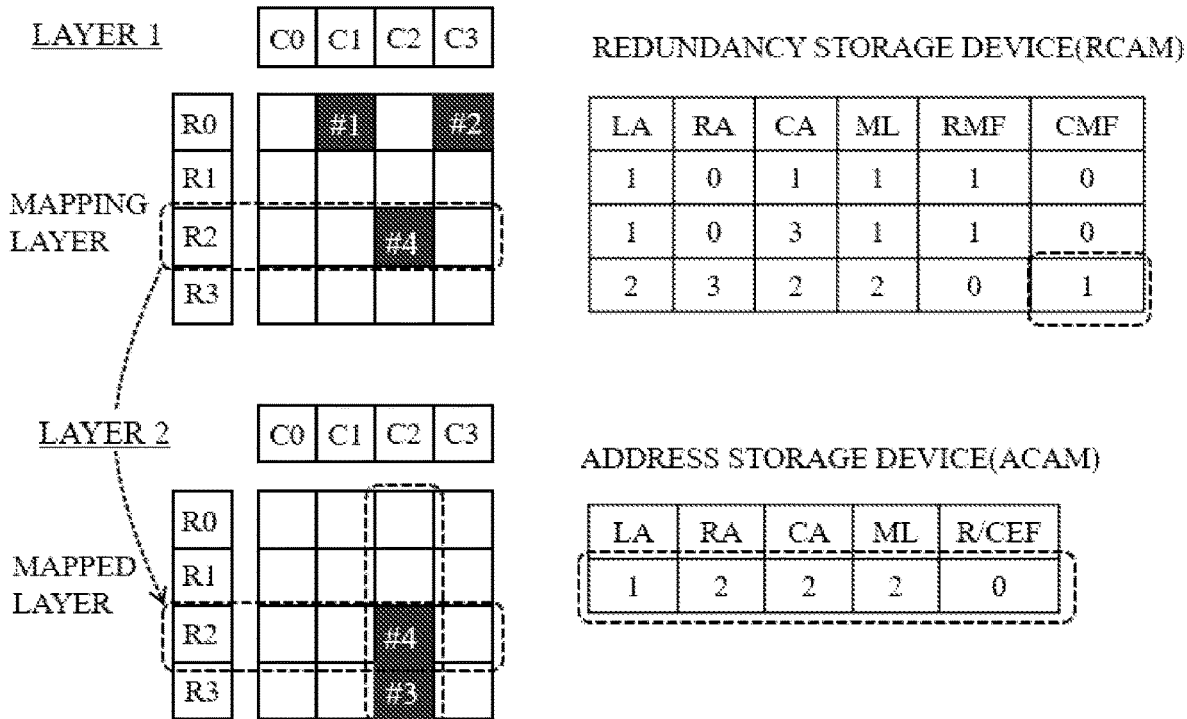 LAYER 1
C0 C1 C2 C3
R0 #1 #2
R1
MAPPING
LAYER
R2 #4
R3
REDUNDANCY STORAGE DEVICE(RCAM)
LA RA CA ML RMF CMF
1 0 1 1 1 0
1 0 3 1 1 0
2 3 2 2 0 1
LAYER 2
C0 C1 C2 C3
R0
R1
MAPPED
LAYER
R2 #4
R3 #3
ADDRESS STORAGE DEVICE(ACAM)
LA RA CA ML R/CEF
1 2 2 2 0